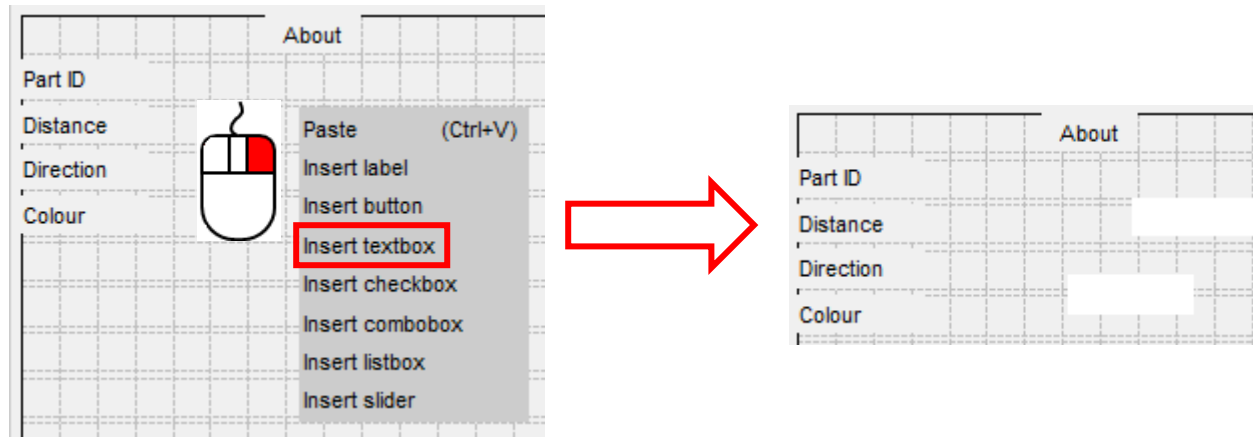 About
Part ID
Distance
Direction
Colour
Paste (Ctrl+V)
Insert label
Insert button
Insert textbox
Insert checkbox
Insert combobox
Insert listbox
Insert slider
About
Part ID
Distance
Direction
Colour